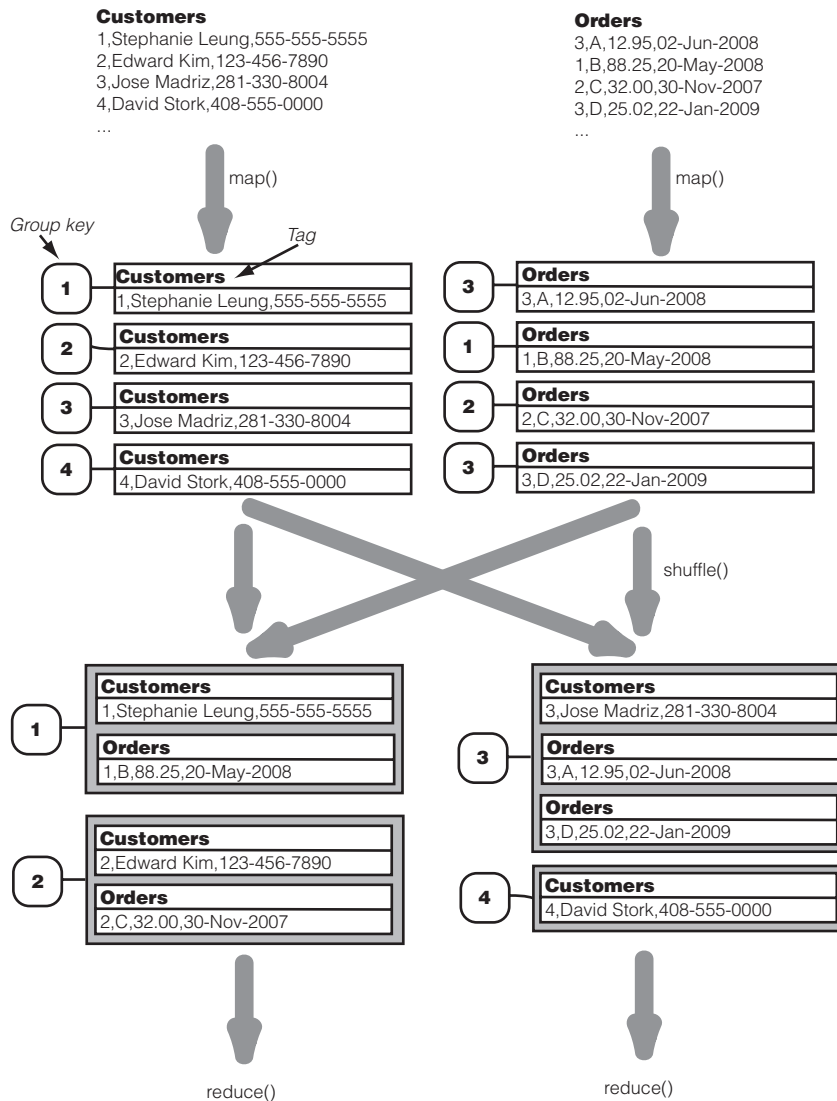 Customers
1,Stephanie Leung,555-555-5555
2,Edward Kim,123-456-7890
3,Jose Madriz,281-330-8004
4,David Stork,408-555-0000
...
Orders
3,A,12.95,02-Jun-2008
1,B,88.25,20-May-2008
2,C,32.00,30-Nov-2007
3,D,25.02,22-Jan-2009
...
map()
map()
Group key
Tag
1
Customers
1,Stephanie Leung,555-555-5555
2
Customers
2,Edward Kim,123-456-7890
3
Customers
3,Jose Madriz,281-330-8004
4
Customers
4,David Stork,408-555-0000
3
Orders
3,A,12.95,02-Jun-2008
1
Orders
1,B,88.25,20-May-2008
2
Orders
2,C,32.00,30-Nov-2007
3
Orders
3,D,25.02,22-Jan-2009
shuffle()
1
Customers
1,Stephanie Leung,555-555-5555
Orders
1,B,88.25,20-May-2008
2
Customers
2,Edward Kim,123-456-7890
Orders
2,C,32.00,30-Nov-2007
3
Customers
3,Jose Madriz,281-330-8004
Orders
3,A,12.95,02-Jun-2008
Orders
3,D,25.02,22-Jan-2009
4
Customers
4,David Stork,408-555-0000
reduce()
reduce()